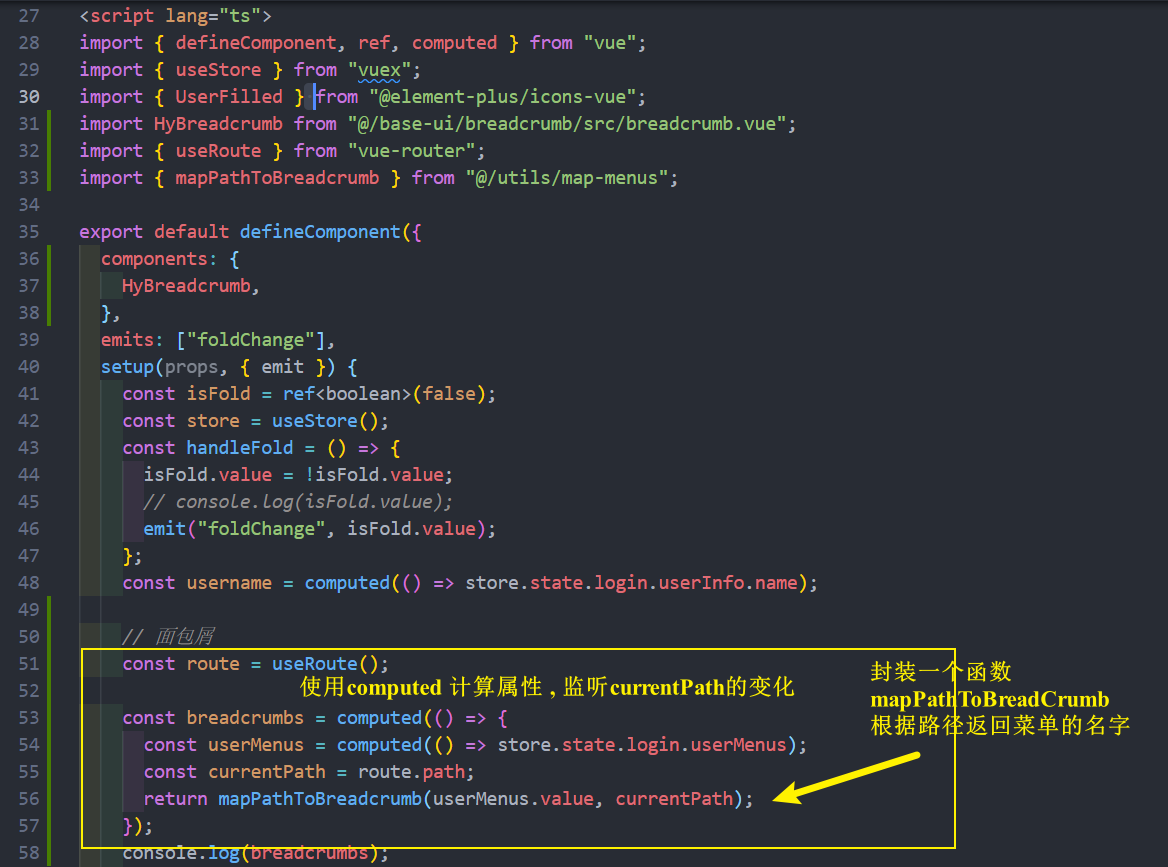 27 <script lang="ts">
28 import { defineComponent, ref, computed } from "vue";
29 import { useStore } from "vuex";
30 import { UserFilled } from "@element-plus/icons-vue";
31 import HyBreadcrumb from "@/base-ui/breadcrumb/src/breadcrumb.vue";
32 import { useRoute } from "vue-router";
33 import { mapPathToBreadcrumb } from "@/utils/map-menus";
34
35 export default defineComponent({
36 components: {
37 HyBreadcrumb,
38 },
39 emits: ["foldChange"],
40 setup(props, { emit }) {
41 const isFold = ref<boolean>(false);
42 const store = useStore();
43 const handleFold = () => {
44 isFold.value = !isFold.value;
45 // console.log(isFold.value);
46 emit("foldChange", isFold.value);
47 };
48 const username = computed(() => store.state.login.userInfo.name);
49
50 // 面包屑
51 const route = useRoute();
52
使用computed 计算属性 , 监听currentPath的变化
封装一个函数
mapPathToBreadCrumb
根据路径返回菜单的名字
53 const breadcrumbs = computed(() => {
54 const userMenus = computed(() => store.state.login.userMenus);
55 const currentPath = route.path;
56 return mapPathToBreadcrumb(userMenus.value, currentPath);
57 });
58 console.log(breadcrumbs);